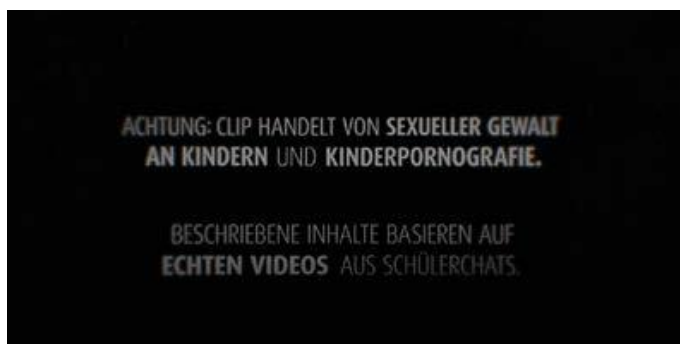 ACHTUNG: CLIP HANDELT VON SEXUELLER GEWALT
AN KINDERN UND KINDERPORNOGRAFIE.
BESCHRIEBENE INHALTE BASIEREN AUF
ECHTEN VIDEOS AUS SCHÜLERCHATS.